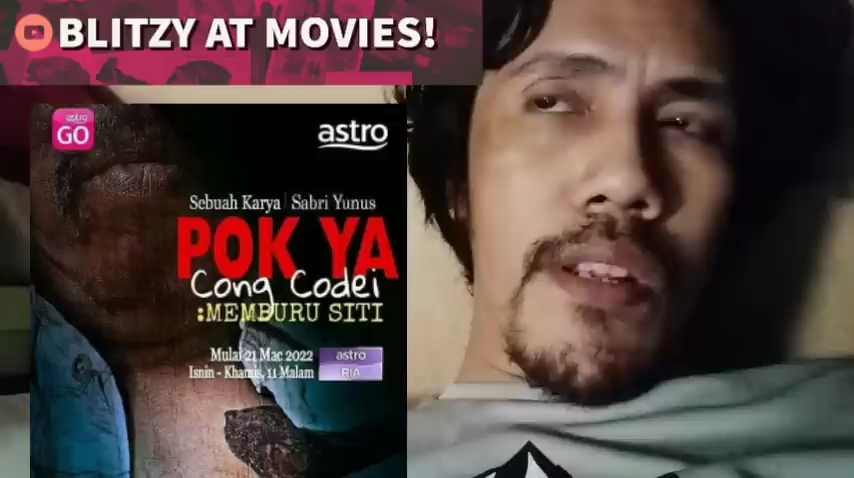 BLITZY AT MOVIES!
astro
GO
astro
Sebuah Karya | Sabri Yunus
POK YA
Cong Codei
:MEMBURU SITI
Mulai 21 Mac 2022
Isnin - Khamis, 11 Malam
astro
RIA